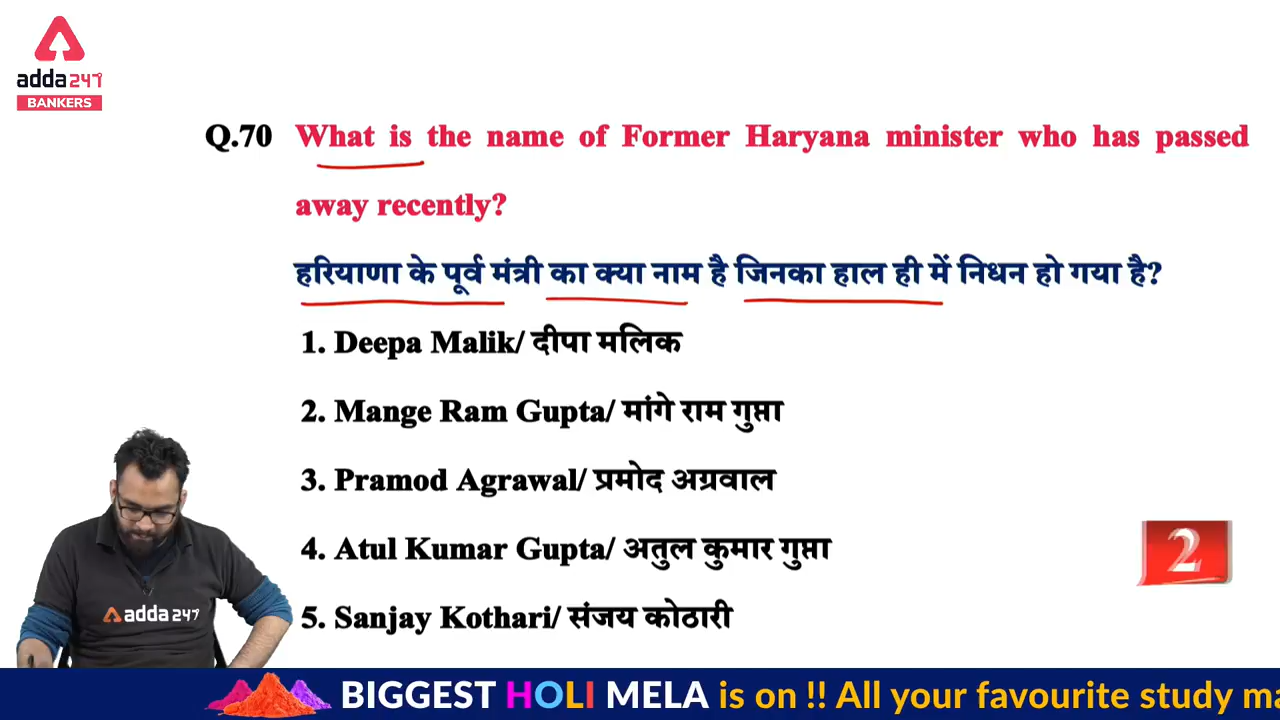 adda247
BANKERS
Q.70 What is the name of Former Haryana minister who has passed
away recently?
हरियाणा के पूर्व मंत्री का क्या नाम है जिनका हाल ही में निधन हो गया है?
1. Deepa Malik/ दीपा मलिक
2. Mange Ram Gupta/ मांगे राम गुप्ता
3. Pramod Agrawal/ प्रमोद अग्रवाल
4. Atul Kumar Gupta/ अतुल कुमार गुप्ता
2
adda247
5. Sanjay Kothari/ संजय कोठारी
BIGGEST HOLI MELA is on !! All your favourite study ma